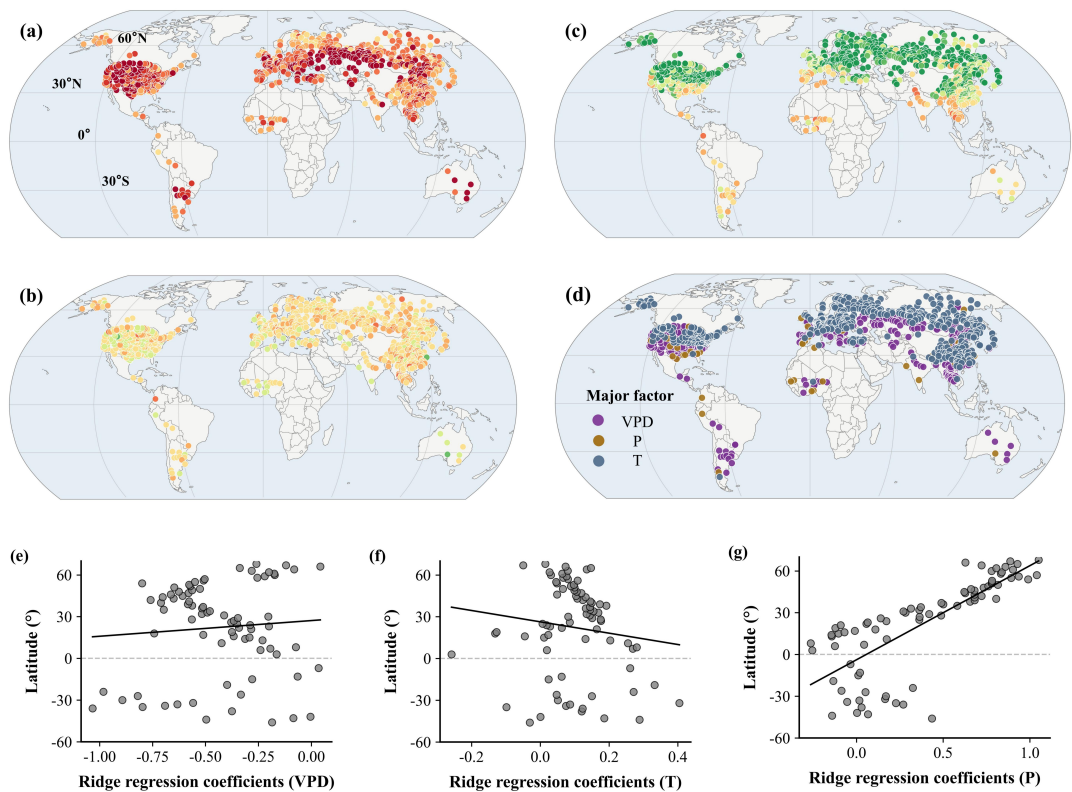 (a)
60°N
30°N
0°
30°S
(c)
(b)
(d)
Major factor
VPD
P
T
(e)
60
30
0
-30
-60
Latitude (°)
-1.00
-0.75
-0.50
-0.25
0.00
Ridge regression coefficients (VPD)
(f)
60
30
0
-30
-60
Latitude (°)
-0.2
0.0
0.2
0.4
Ridge regression coefficients (T)
(g)
60
30
0
-30
-60
Latitude (°)
0.0
0.5
1.0
Ridge regression coefficients (P)